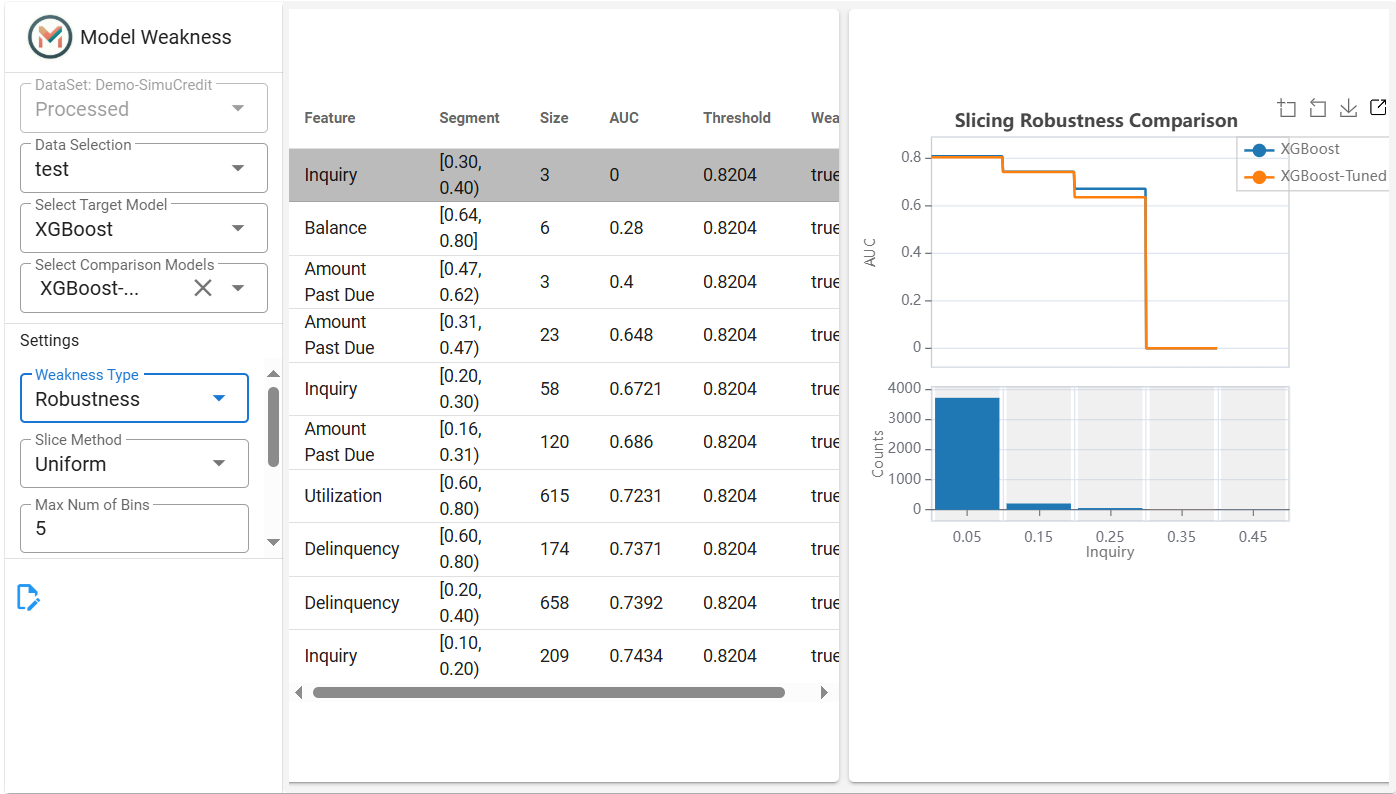 Model Weakness
DataSet: Demo-SimuCredit
Processed
Data Selection
test
Select Target Model
XGBoost
Select Comparison Models
XGBoost-...
Settings
Weakness Type
Robustness
Slice Method
Uniform
Max Num of Bins
5
Feature Segment Size AUC Threshold Wea
Inquiry [0.30, 0.40) 3 0 0.8204 true
Balance [0.64, 0.80] 6 0.28 0.8204 true
Amount Past Due [0.47, 0.62) 3 0.4 0.8204 true
Amount Past Due [0.31, 0.47) 23 0.648 0.8204 true
Inquiry [0.20, 0.30) 58 0.6721 0.8204 true
Amount Past Due [0.16, 0.31) 120 0.686 0.8204 true
Utilization [0.60, 0.80) 615 0.7231 0.8204 true
Delinquency [0.60, 0.80) 174 0.7371 0.8204 true
Delinquency [0.20, 0.40) 658 0.7392 0.8204 true
Inquiry [0.10, 0.20) 209 0.7434 0.8204 true
Slicing Robustness Comparison
XGBoost
XGBoost-Tuned
AUC
0.8
0.6
0.4
0.2
0
Counts
4000
3000
2000
1000
0
0.05 0.15 0.25 0.35 0.45
Inquiry